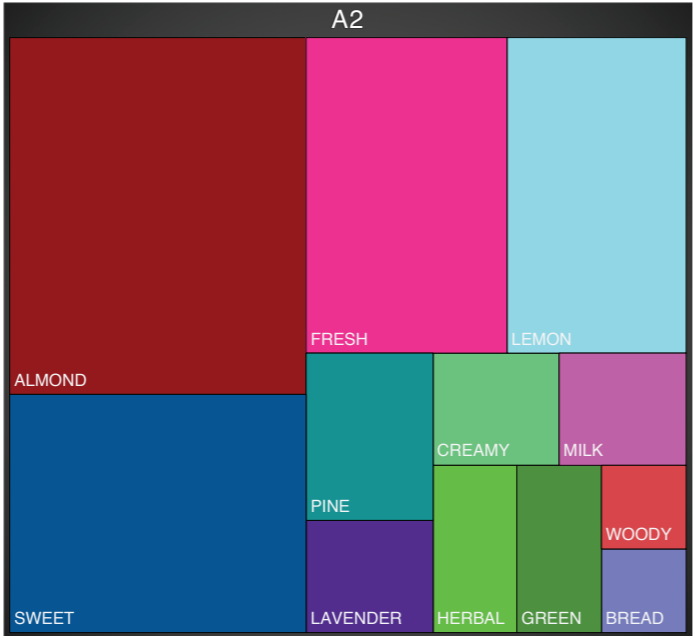 A2
FRESH
LEMON
ALMOND
CREAMY
MILK
PINE
WOODY
SWEET
LAVENDER
HERBAL
GREEN
BREAD